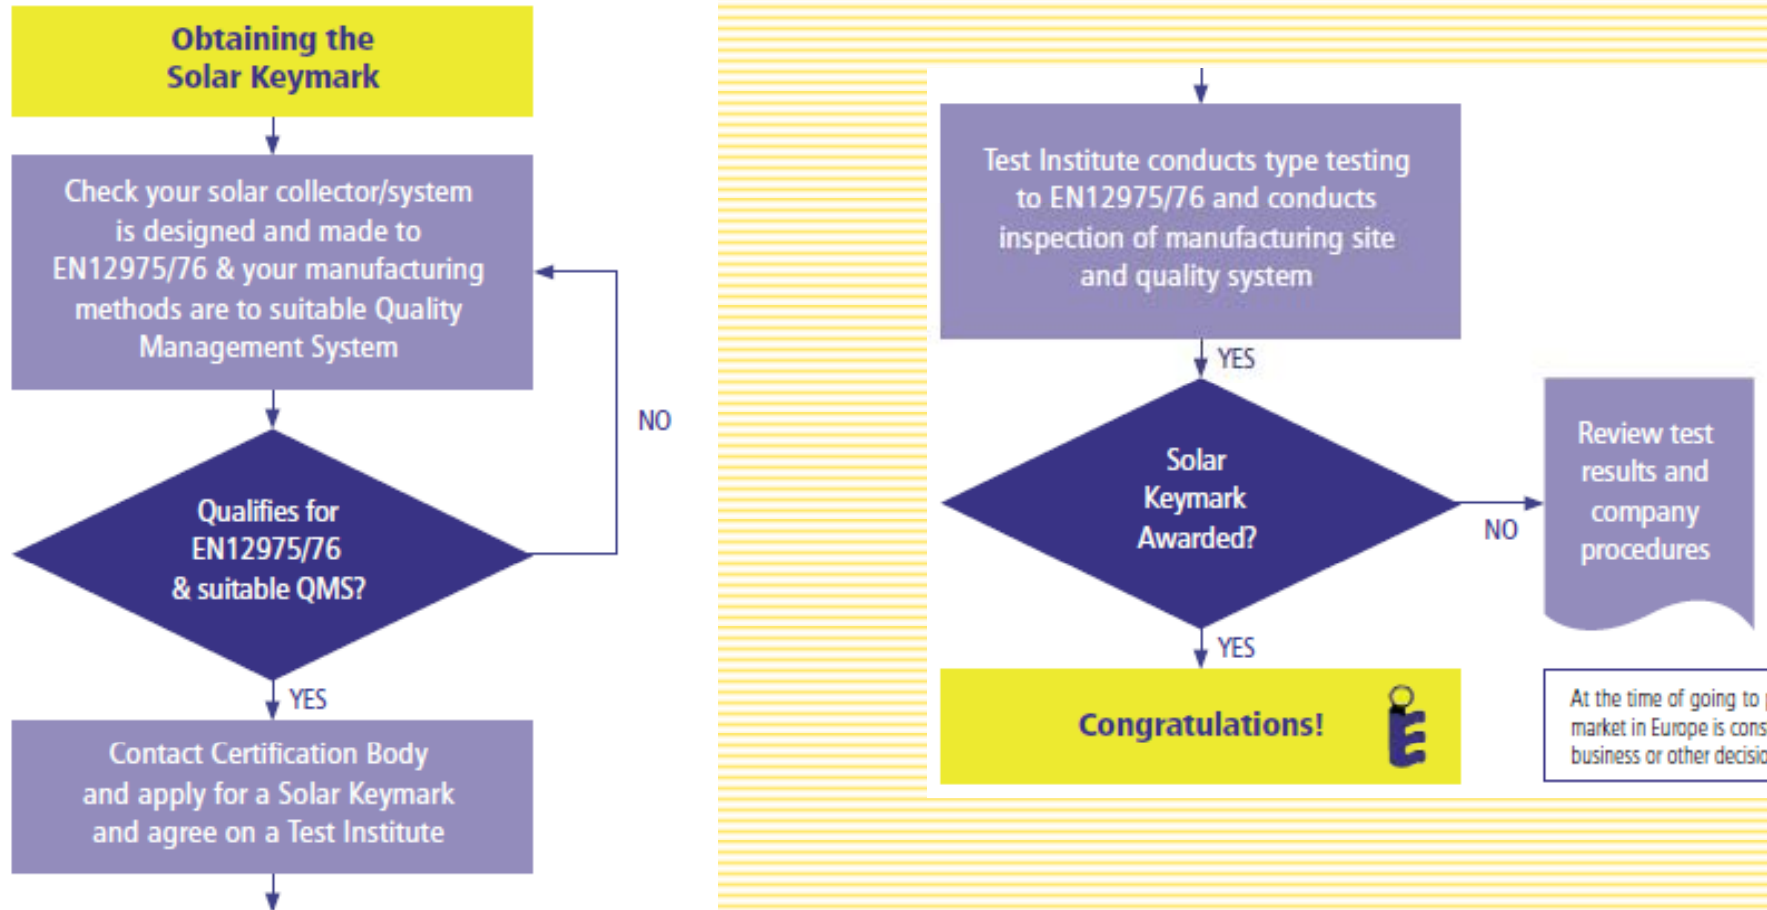 Obtaining the
Solar Keymark
Check your solar collector/system
is designed and made to
EN12975/76 & your manufacturing
methods are to suitable Quality
Management System
NO
Qualifies for
EN12975/76
& suitable QMS?
YES
Contact Certification Body
and apply for a Solar Keymark
and agree on a Test Institute
Test Institute conducts type testing
to EN12975/76 and conducts
inspection of manufacturing site
and quality system
YES
Solar
Keymark
Awarded?
NO
Review test
results and
company
procedures
YES
Congratulations!
At the time of going to
market in Europe is
business or other